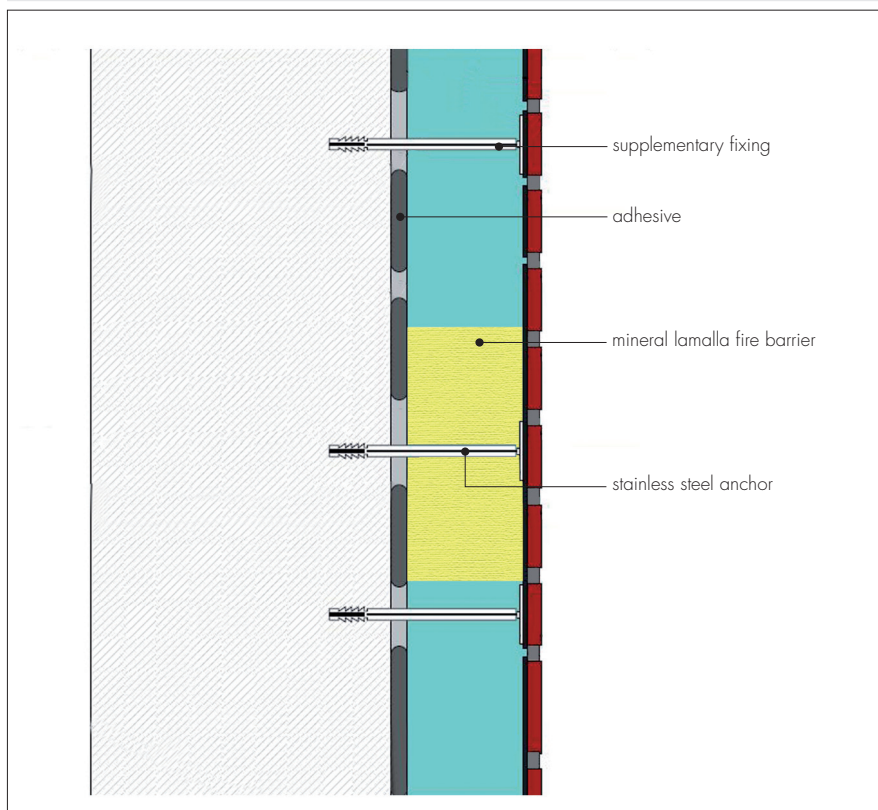 supplementary fixing
adhesive
mineral lamalla fire barrier
stainless steel anchor